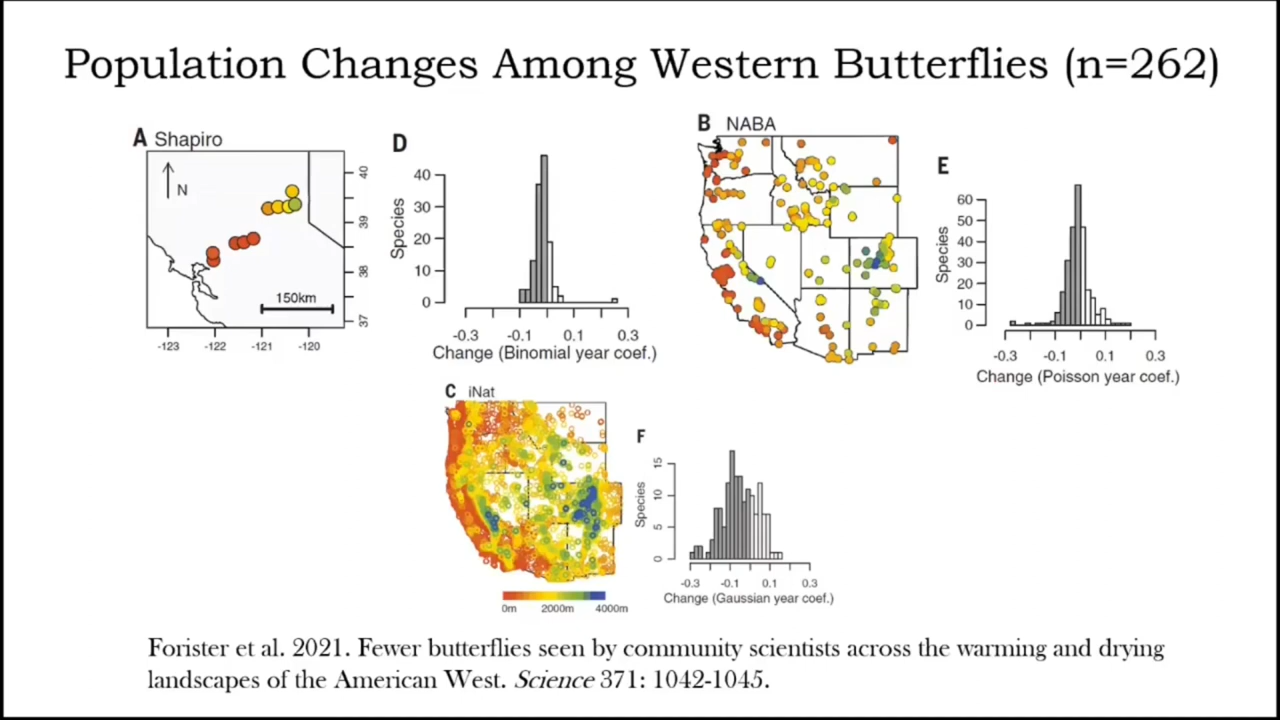 Population Changes Among Western Butterflies (n=262)
A Shapiro
N
40
39
38
37
150km
-123 -122 -121 -120
D
Species
40
30
20
10
0
-0.3 -0.1 0.1 0.3
Change (Binomial year coef.)
B NABA
E
Species
60
50
40
30
20
10
0
-0.3 -0.1 0.1 0.3
Change (Poisson year coef.)
C iNat
0m 2000m 4000m
F
Species
15
10
5
0
-0.3 -0.1 0.1 0.3
Change (Gaussian year coef.)
Forister et al. 2021. Fewer butterflies seen by community scientists across the warming and drying
landscapes of the American West. Science 371: 1042-1045.